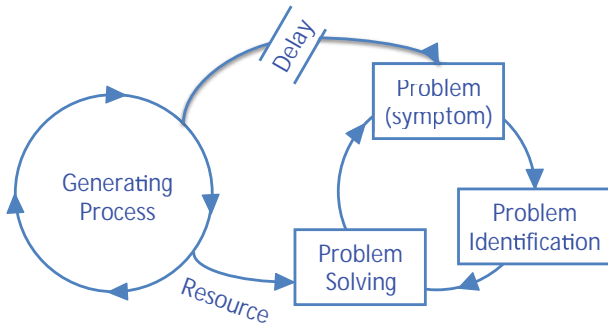 Delay
Problem
(symptom)
Generating
Process
Problem
Identification
Problem
Solving
Resource